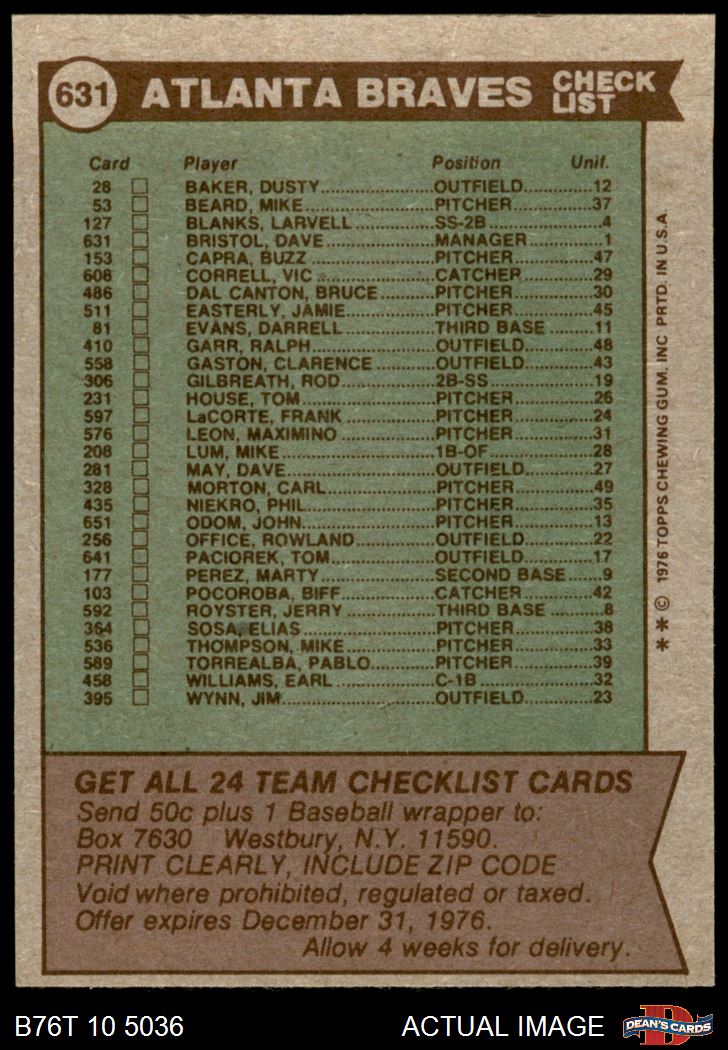 631 ATLANTA BRAVES CHECK LIST
Card Player Position Unif.
28 BAKER, DUSTY OUTFIELD 12
53 BEARD, MIKE PITCHER 37
127 BLANKS, LARVELL SS-2B 4
631 BRISTOL, DAVE MANAGER 1
153 CAPRA, BUZZ PITCHER 47
608 CORRELL, VIC CATCHER 29
486 DAL CANTON, BRUCE PITCHER 30
511 EASTERLY, JAMIE PITCHER 45
81 EVANS, DARRELL THIRD BASE 11
410 GARR, RALPH OUTFIELD 48
558 GASTON, CLARENCE OUTFIELD 43
306 GILBREATH, ROD 2B-SS 19
231 HOUSE, TOM PITCHER 26
597 LaCORTE, FRANK PITCHER 24
576 LEON, MAXIMINO PITCHER 31
208 LUM, MIKE 1B-OF 28
281 MAY, DAVE OUTFIELD 27
328 MORTON, CARL PITCHER 49
435 NIEKRO, PHIL PITCHER 35
651 ODOM, JOHN PITCHER 13
256 OFFICE, ROWLAND OUTFIELD 22
641 PACIOREK, TOM OUTFIELD 17
177 PEREZ, MARTY SECOND BASE 9
103 POCOROBA, BIFF CATCHER 42
592 ROYSTER, JERRY THIRD BASE 8
364 SOSA, ELIAS PITCHER 38
536 THOMPSON, MIKE PITCHER 33
589 TORREALBA, PABLO PITCHER 39
458 WILLIAMS, EARL C-1B 32
395 WYNN, JIM OUTFIELD 23
* * © 1976 TOPPS CHEWING GUM, INC PRTD. IN U.S.A.
GET ALL 24 TEAM CHECKLIST CARDS
Send 50c plus 1 Baseball wrapper to:
Box 7630 Westbury, N.Y. 11590.
PRINT CLEARLY, INCLUDE ZIP CODE
Void where prohibited, regulated or taxed.
Offer expires December 31, 1976.
Allow 4 weeks for delivery.
B76T 10 5036 ACTUAL IMAGE D DEAN'S CARDS